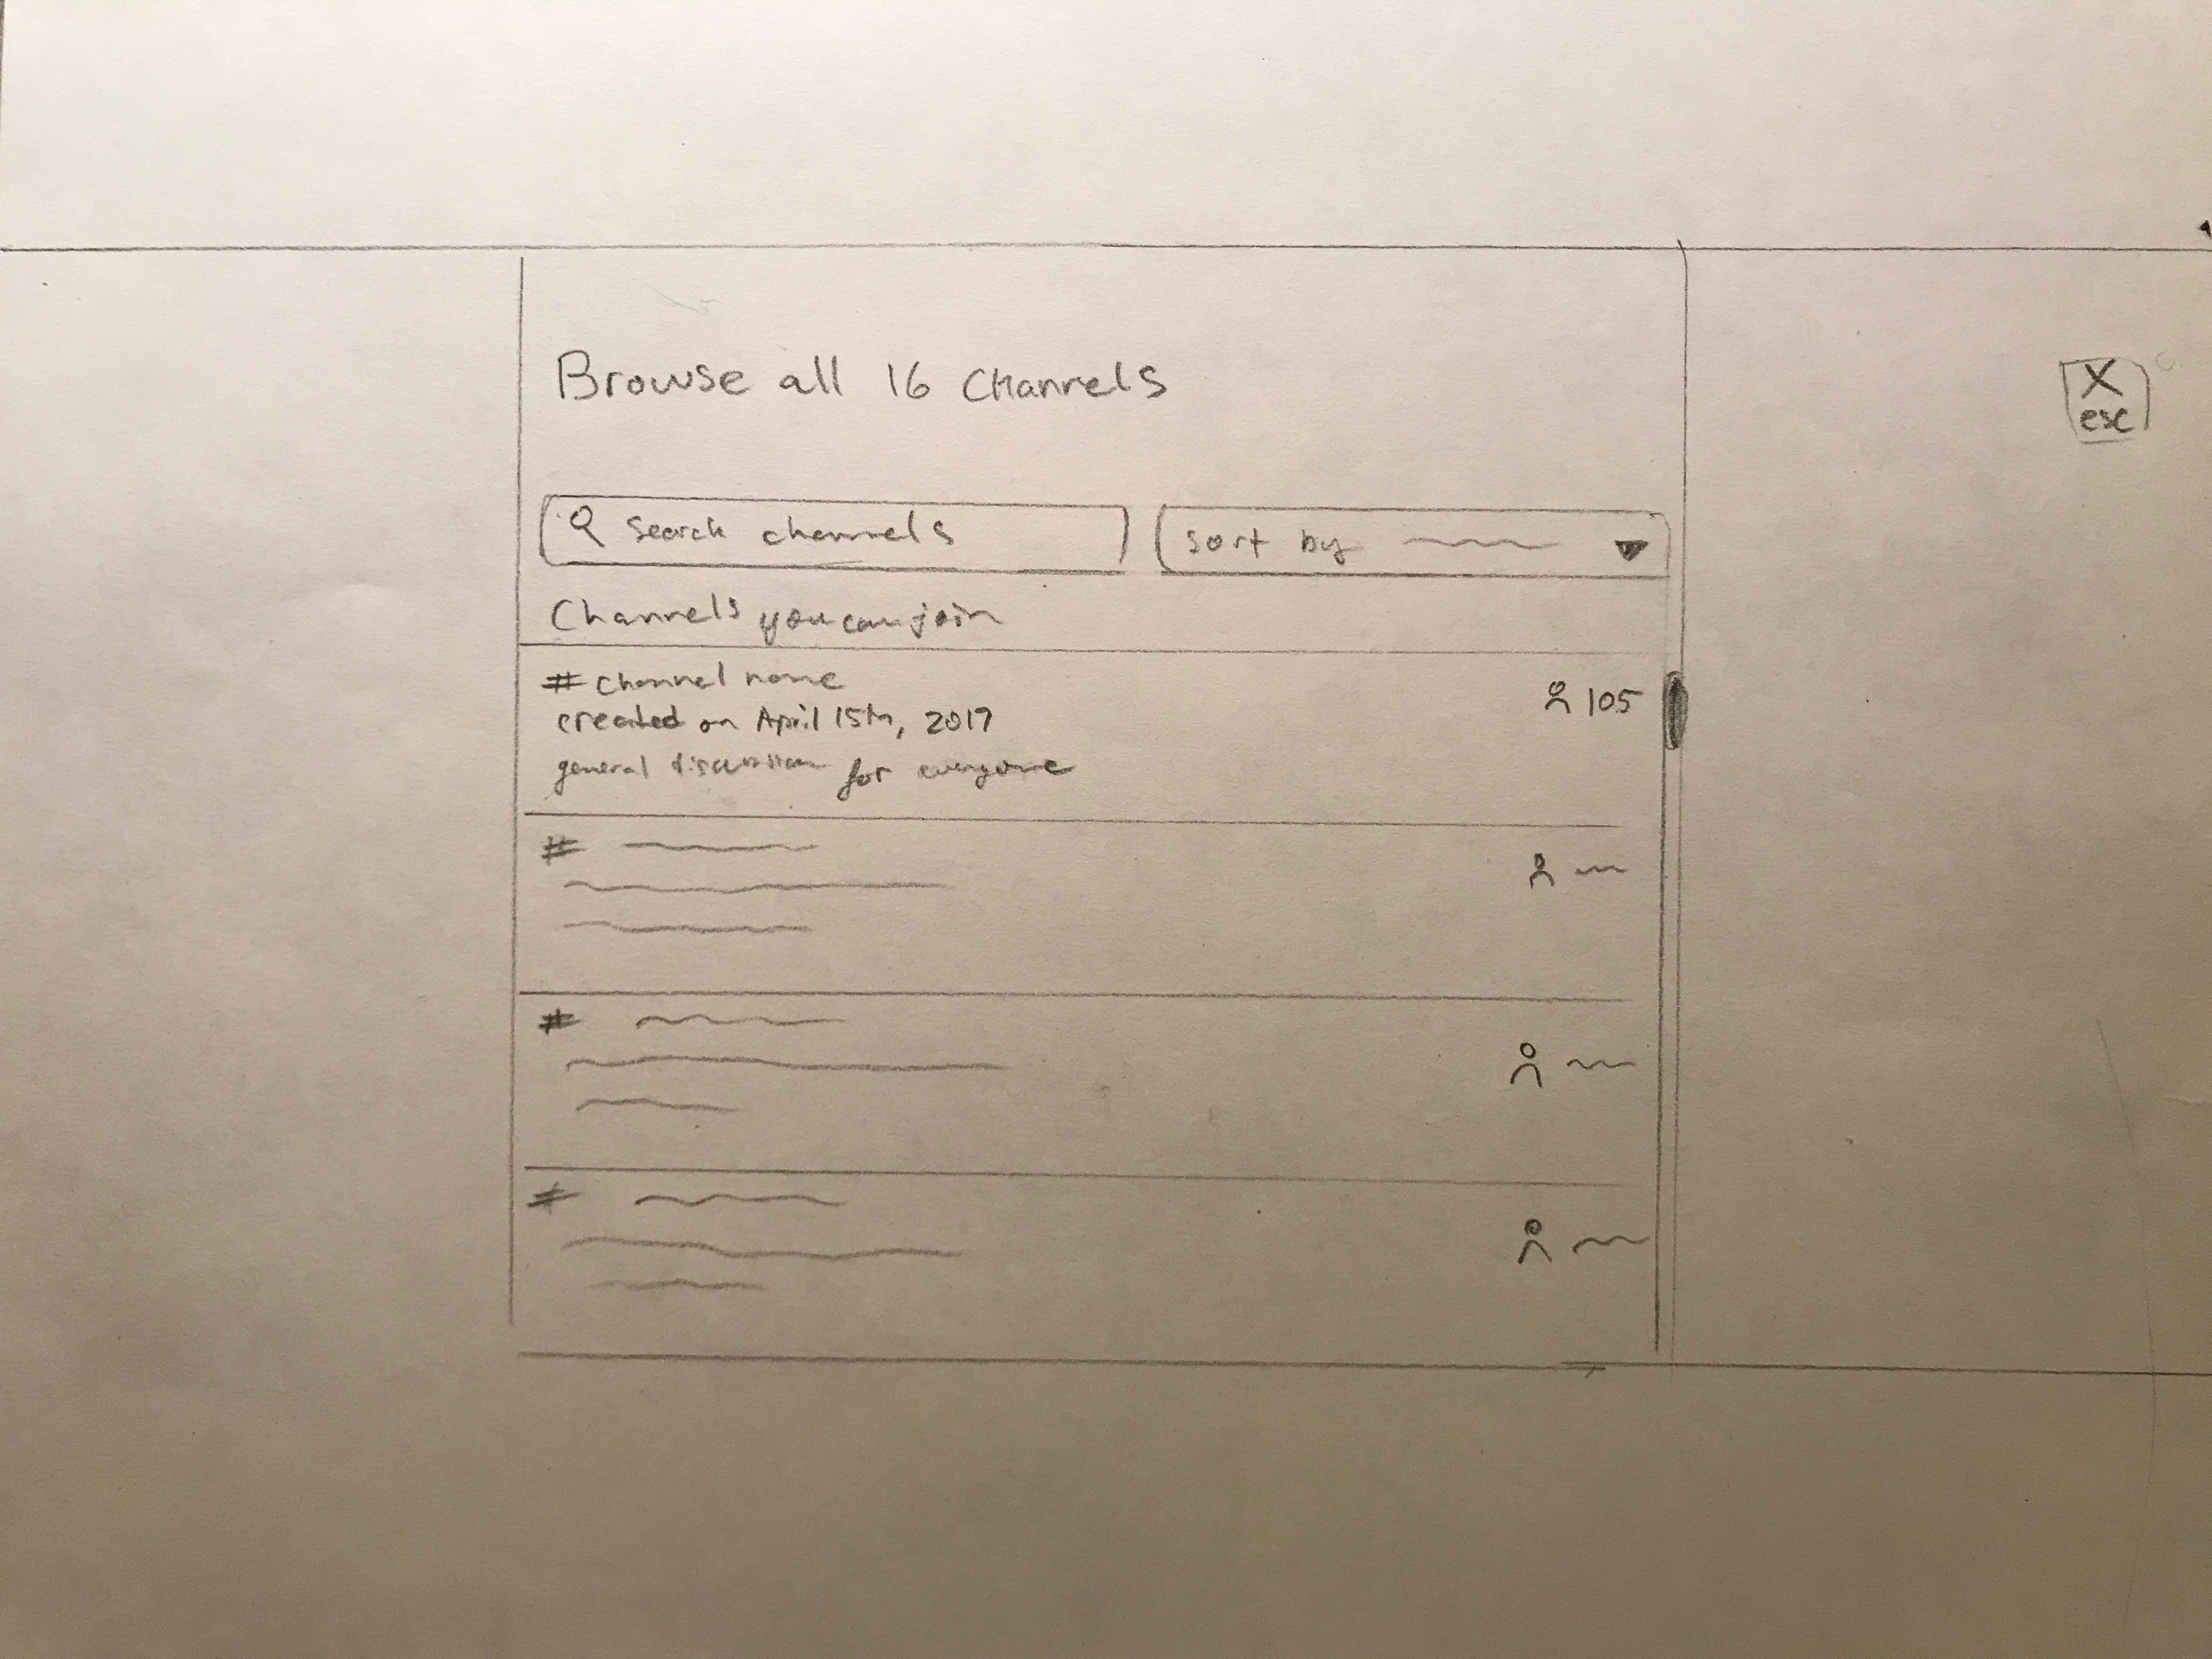 Browse all 16 Channels
X
esc
Search channels
sort by
Channels you can join
# channel name
created on April 15th, 2017
105
general discussion for everyone
#
#
#